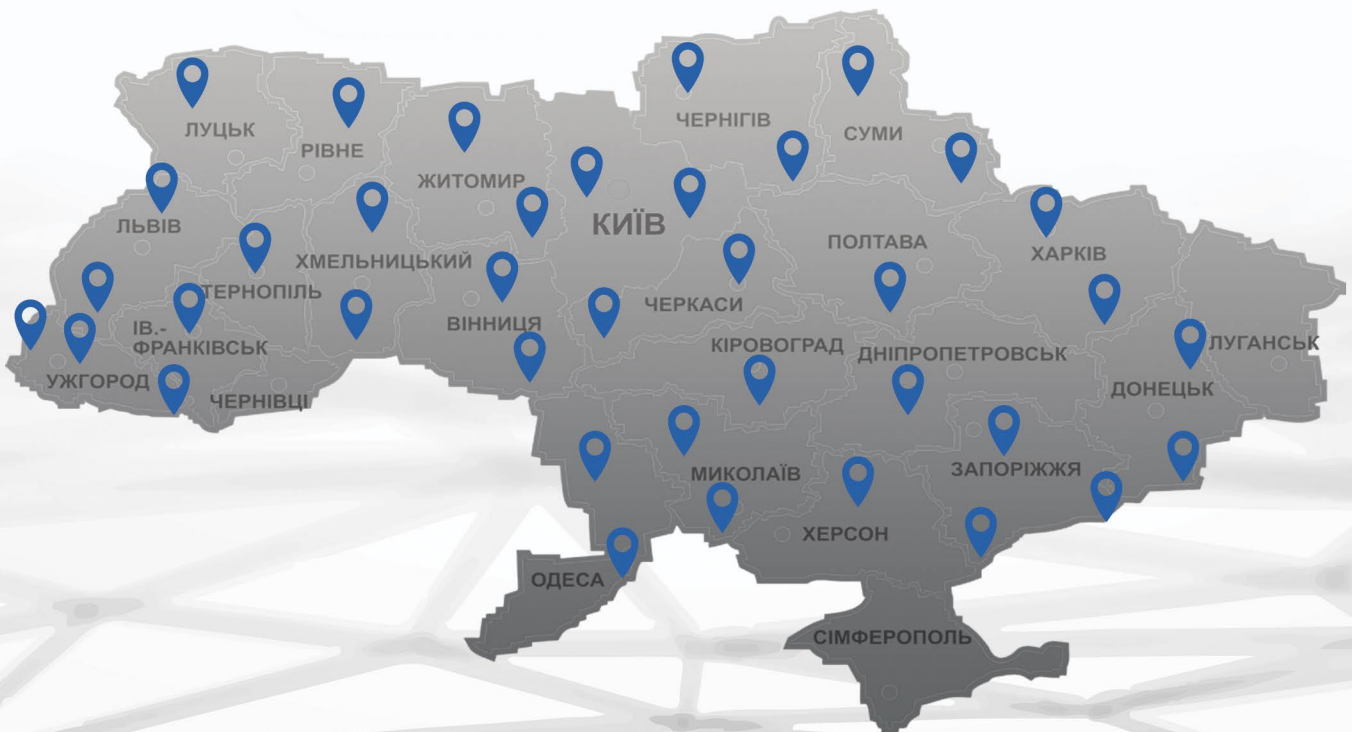 ЛУЦЬК
РІВНЕ
ЖИТОМИР
ЧЕРНІГІВ
СУМИ
ЛЬВІВ
ТЕРНОПІЛЬ
ХМЕЛЬНИЦЬКИЙ
КИЇВ
ПОЛТАВА
ХАРКІВ
ІВ.-
ФРАНКІВСЬК
ВІННИЦЯ
ЧЕРКАСИ
КІРОВОГРАД
ДНІПРОПЕТРОВСЬК
ЛУГАНСЬК
УЖГОРОД
ЧЕРНІВЦІ
ДОНЕЦЬК
МИКОЛАЇВ
ЗАПОРІЖЖЯ
ХЕРСОН
ОДЕСА
СІМФЕРОПОЛЬ